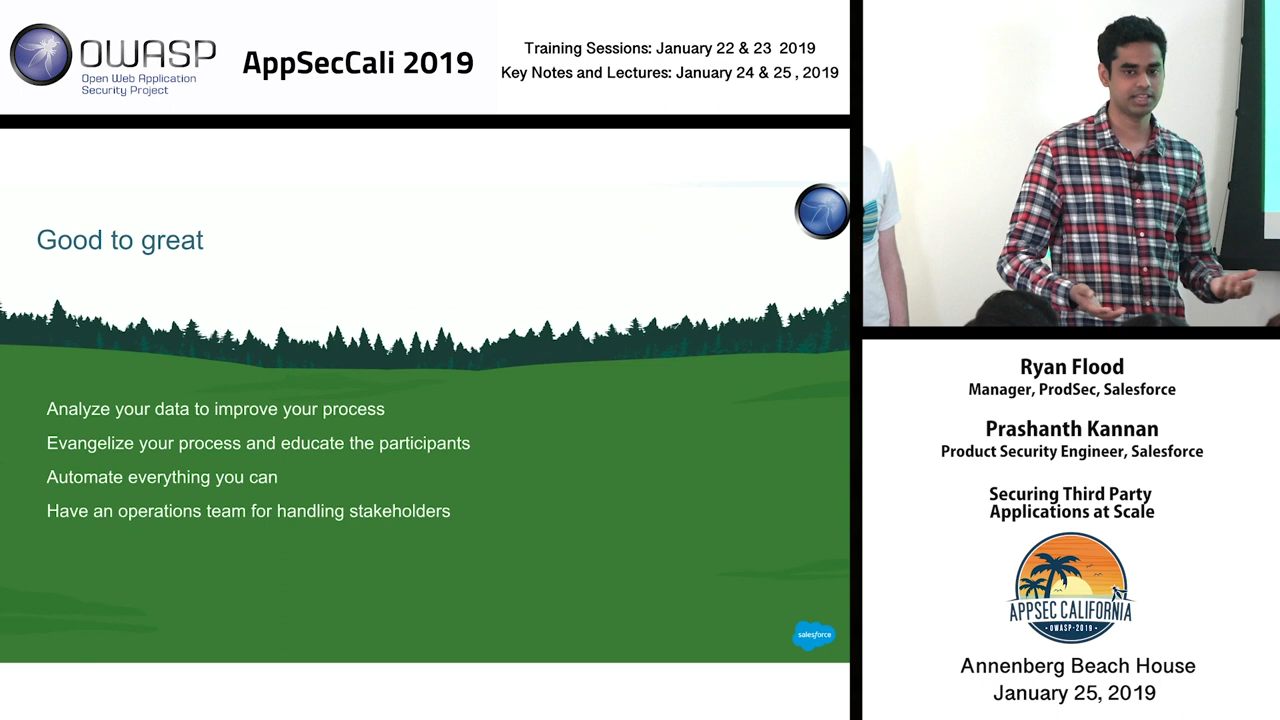 OWASP
Open Web Application
Security Project
AppSecCali 2019
Training Sessions: January 22 & 23 2019
Key Notes and Lectures: January 24 & 25 , 2019
Good to great
Analyze your data to improve your process
Evangelize your process and educate the participants
Automate everything you can
Have an operations team for handling stakeholders
salesforce
Ryan Flood
Manager, ProdSec, Salesforce
Prashanth Kannan
Product Security Engineer, Salesforce
Securing Third Party
Applications at Scale
APPSEC CALIFORNIA
• OWASP-2019 •
Annenberg Beach House
January 25, 2019